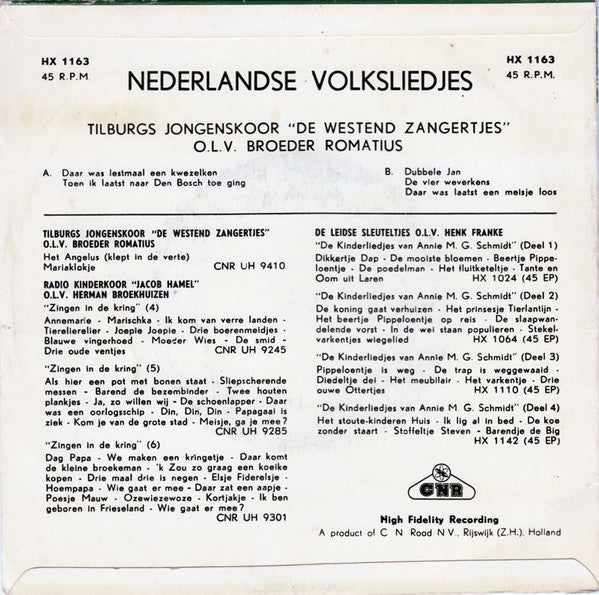 HX 1163
45 R.P.M.
HX 1163
45 R.P.M.
NEDERLANDSE VOLKSLIEDJES
TILBURGS JONGENSKOOR "DE WESTEND ZANGERTJES"
O.L.V. BROEDER ROMATIUS
A. Daar was lestmaal een kwezelken
Toen ik laatst naar Den Bosch toe ging
B. Dubbele Jan
De vier weverkens
Daar was laatst een meisje loos
TILBURGS JONGENSKOOR "DE WESTEND ZANGERTJES"
O.L.V. BROEDER ROMATIUS
Het Angelus (klept in de verte)
Mariaklokje CNR UH 9410
RADIO KINDERKOOR "JACOB HAMEL"
O.L.V. HERMAN BROEKHUIZEN
"Zingen in de kring" (4)
Annemarie - Marischka - Ik kom van verre landen -
Tierelierelier - Joepie Joepie - Drie boerenmeidjes -
Blauwe vingerhoed - Moeder Wies - De smid -
Drie oude ventjes CNR UH 9245
"Zingen in de kring" (5)
Als hier een pot met bonen staat - Sliepscherende
messen - Barend de bezembinder - Twee houten
plankjes - Ja, zo willen wij - De schoenlapper - Daar
was een oorlogsschip - Din, Din, Din - Papagaai is
ziek - Kom je van de grote stad - Meisje, ga je mee?
CNR UH 9285
"Zingen in de kring" (6)
Dag Papa - We maken een kringetje - Daar komt
de kleine broekeman - 'k Zou zo graag een koeike
kopen - Drie maal drie is negen - Elsje Fiderelsje -
Hoempapa - Wie gaat er mee - Daar zat een aapje -
Poesje Mauw - Ozewiezewoze - Kortjakje - Ik ben
geboren in Frieseland - Wie gaat er mee?
CNR UH 9301
DE LEIDSE SLEUTELTJES O.L.V. HENK FRANKE
"De Kinderliedjes van Annie M. G. Schmidt" (Deel 1)
Dikkertje Dap - De mooiste bloemen - Beertje Pippe-
loentje - De poedelman - Het fluitketeltje - Tante en
Oom uit Laren HX 1024 (45 EP)
"De Kinderliedjes van Annie M. G. Schmidt" (Deel 2)
De koning gaat verhuizen - Het prinsesje Tierlantijn -
Het beertje Pippeloentje op reis - De slaapwan-
delende vorst - In de wei staan populieren - Stekel-
varkentjes wiegelied HX 1064 (45 EP)
"De Kinderliedjes van Annie M. G. Schmidt" (Deel 3)
Pippeloentje is weg - De trap is weggewaaid -
Diedeltje dei - Het meubilair - Het varkentje - Drie
ouwe Ottertjes HX 1110 (45 EP)
"De Kinderliedjes van Annie M. G. Schmidt" (Deel 4)
Het stoute-kinderen Huis - Ik lig al in bed - De koe
zonder staart - Stoffeltje Steven - Barendje de Big
HX 1142 (45 EP)
CNR
High Fidelity Recording
A product of C N Rood N.V., Rijswijk (Z.H.), Holland